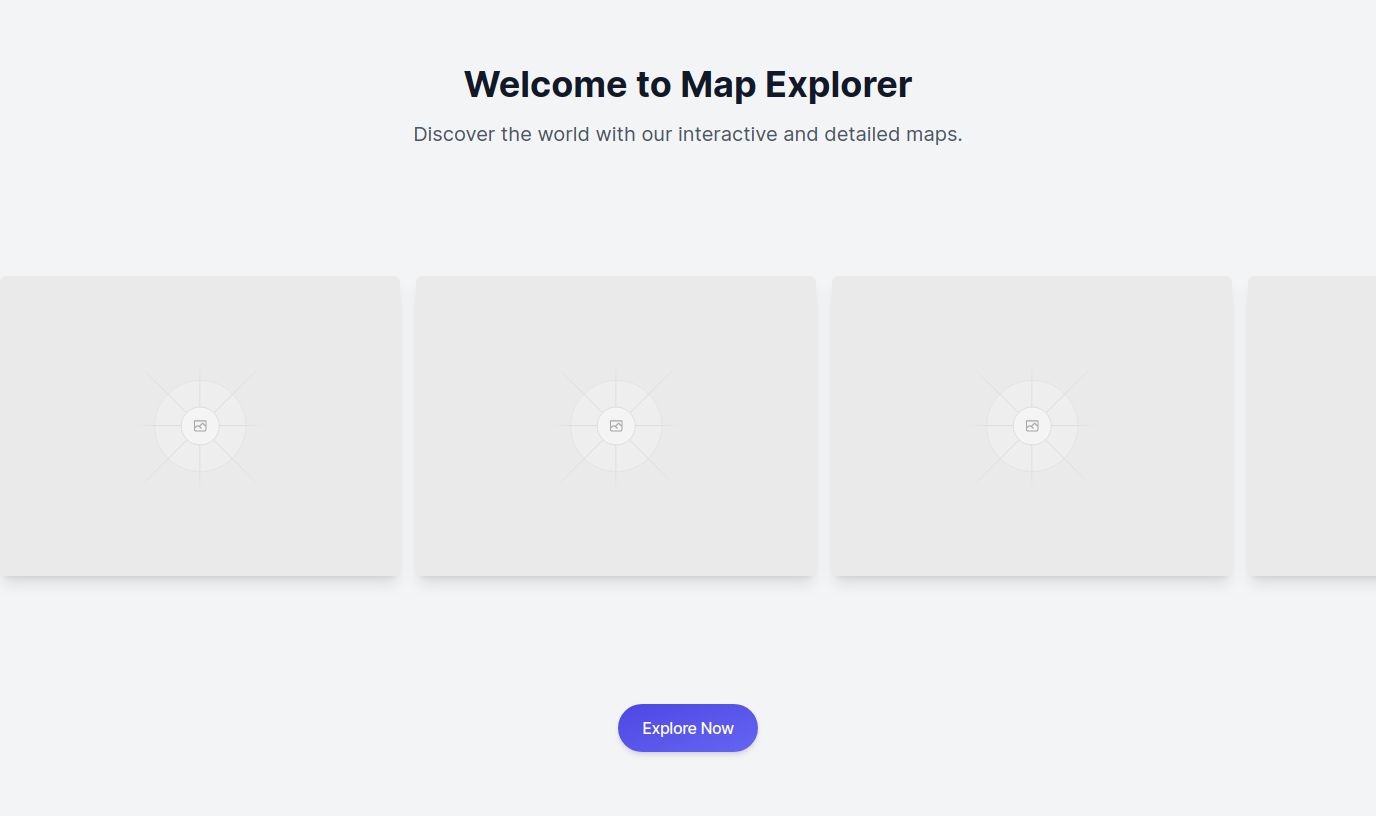 Welcome to Map Explorer
Discover the world with our interactive and detailed maps.
Explore Now